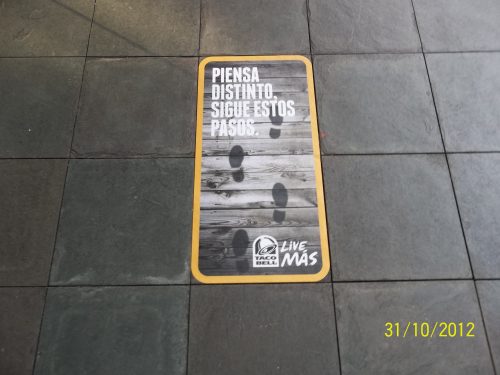 PIENSA
DISTINTO,
SIGUE ESTOS
PASOS.
TACO
BELL
LIVE
MÁS
31/10/2012